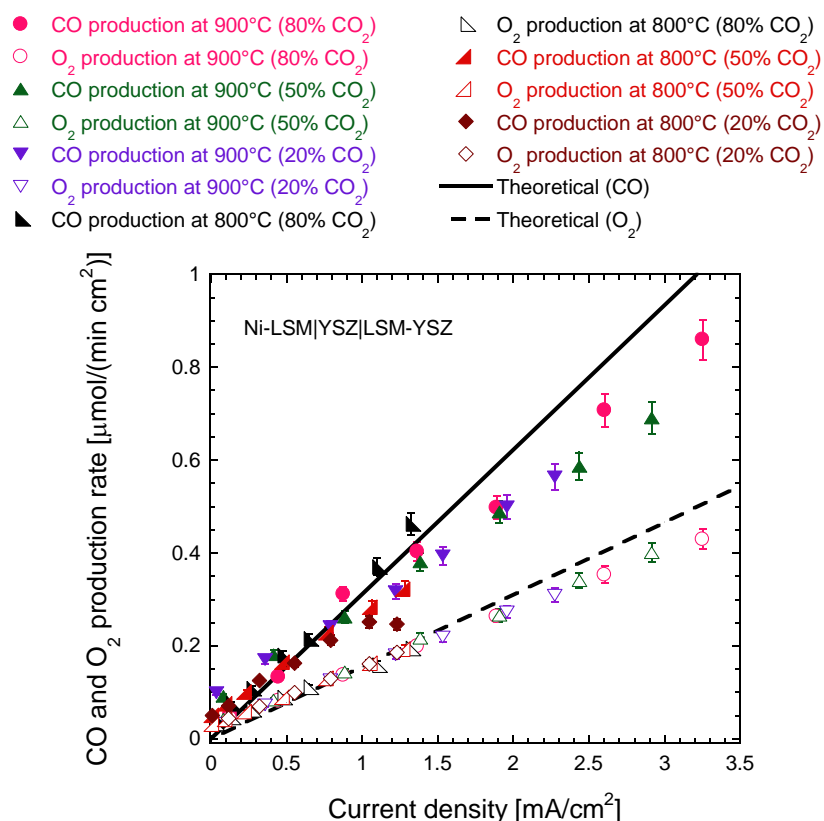 CO production at 900°C (80% CO₂)
O₂ production at 900°C (80% CO₂)
CO production at 900°C (50% CO₂)
O₂ production at 900°C (50% CO₂)
CO production at 900°C (20% CO₂)
O₂ production at 900°C (20% CO₂)
CO production at 800°C (80% CO₂)
O₂ production at 800°C (80% CO₂)
CO production at 800°C (50% CO₂)
O₂ production at 800°C (50% CO₂)
CO production at 800°C (20% CO₂)
O₂ production at 800°C (20% CO₂)
Theoretical (CO)
Theoretical (O₂)
CO and O₂ production rate [µmol/(min cm²)]
1
0.8
0.6
0.4
0.2
0
Ni-LSM|YSZ|LSM-YSZ
0 0.5 1 1.5 2 2.5 3 3.5
Current density [mA/cm²]